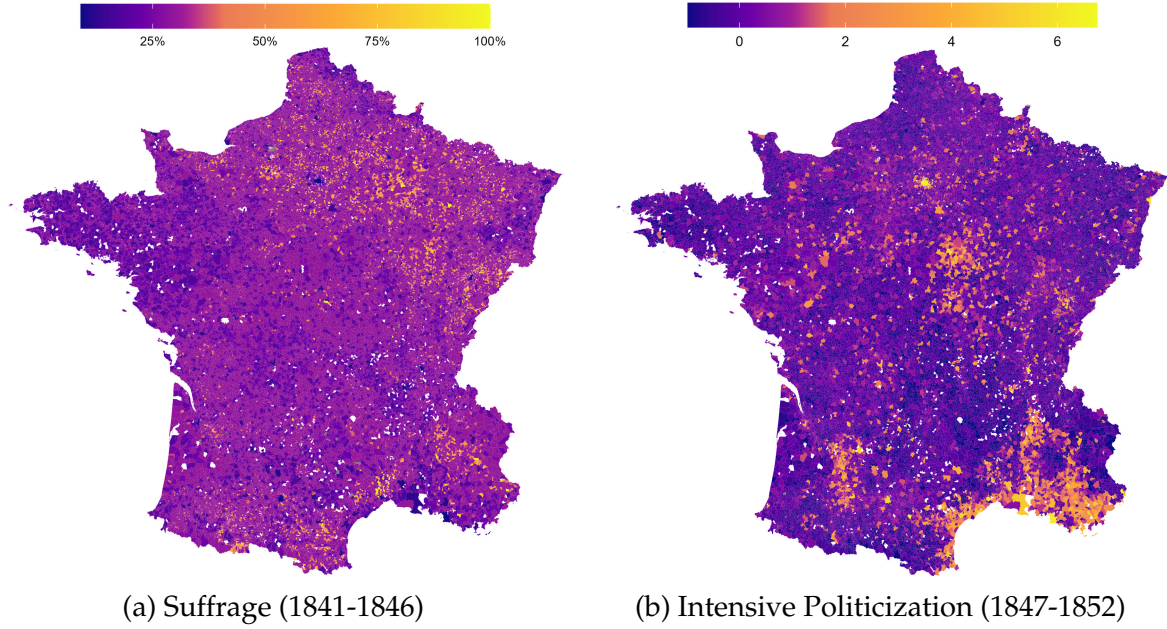 25% 50% 75% 100%
0 2 4 6
(a) Suffrage (1841-1846)
(b) Intensive Politicization (1847-1852)